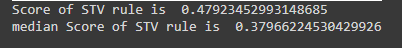 Score of STV rule is  0.47923452993148685
median Score of STV rule is  0.37966224530429926